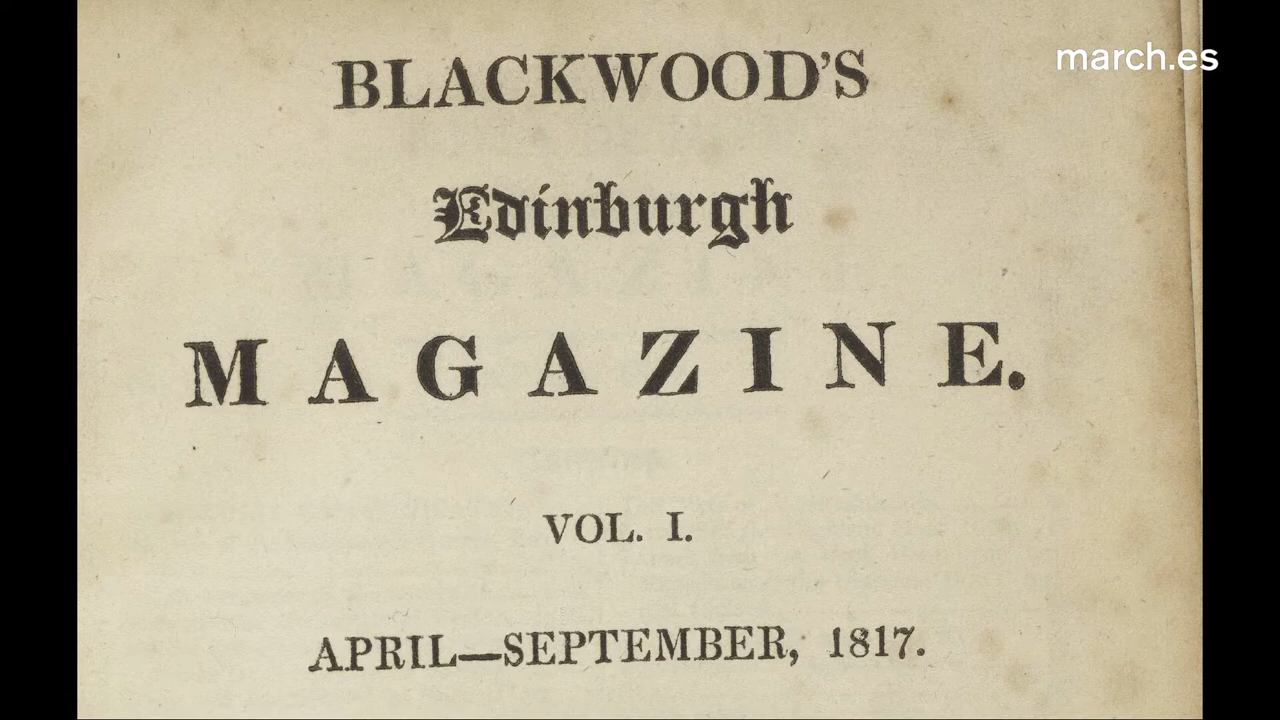 march.es
BLACKWOOD'S
Edinburgh
MAGAZINE.
VOL. I.
APRIL—SEPTEMBER, 1817.